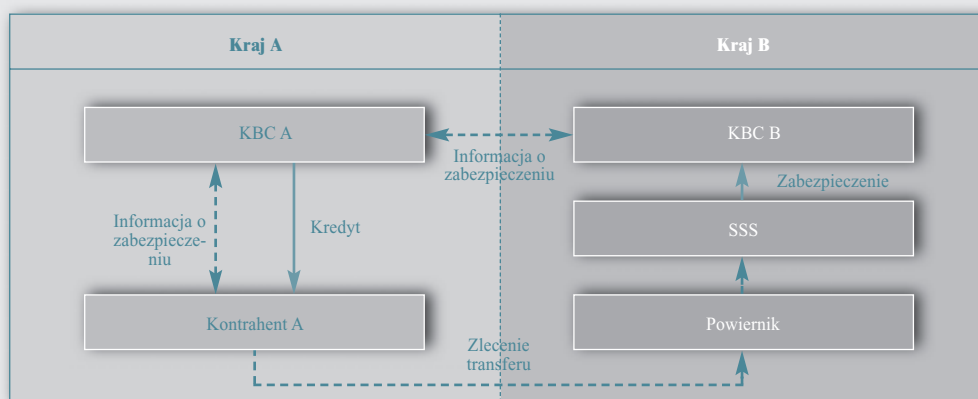 Kraj A
Kraj B
KBC A
KBC B
Informacja o
zabezpieczeniu
Zabezpieczenie
Informacja o
zabezpiecze-
niu
Kredyt
SSS
Kontrahent A
Powiernik
Zlecenie
transferu